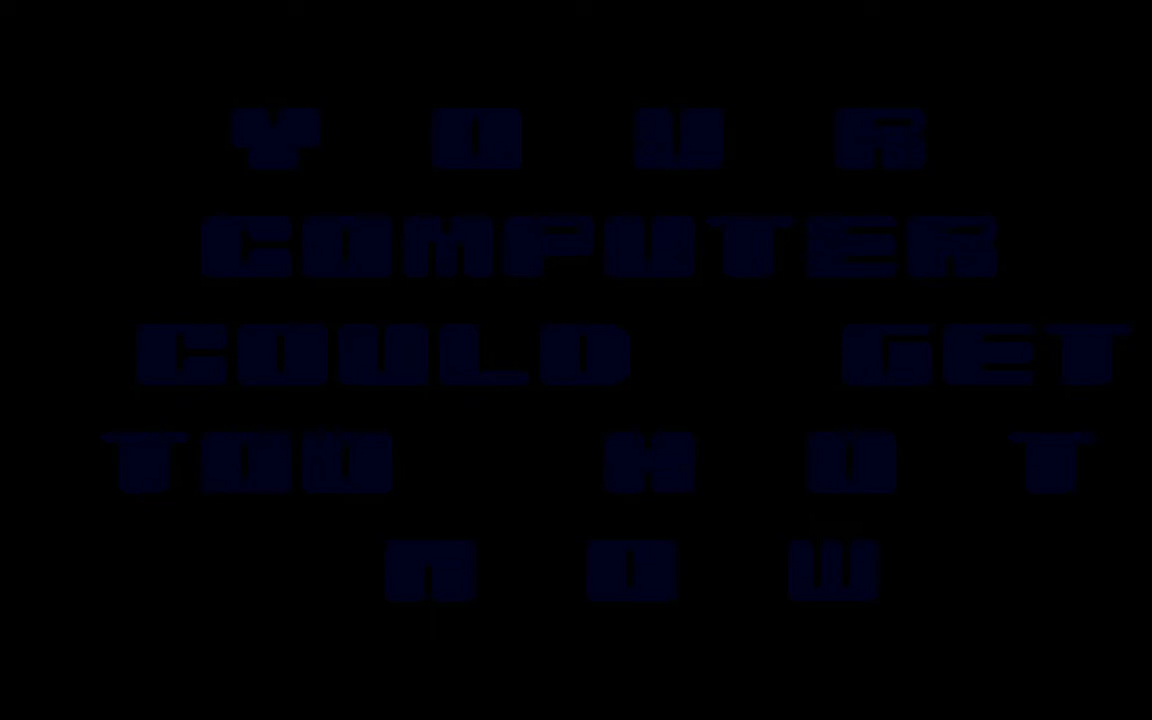 Y O U R
COMPUTER
COULD GET
TOO H O T
N O W